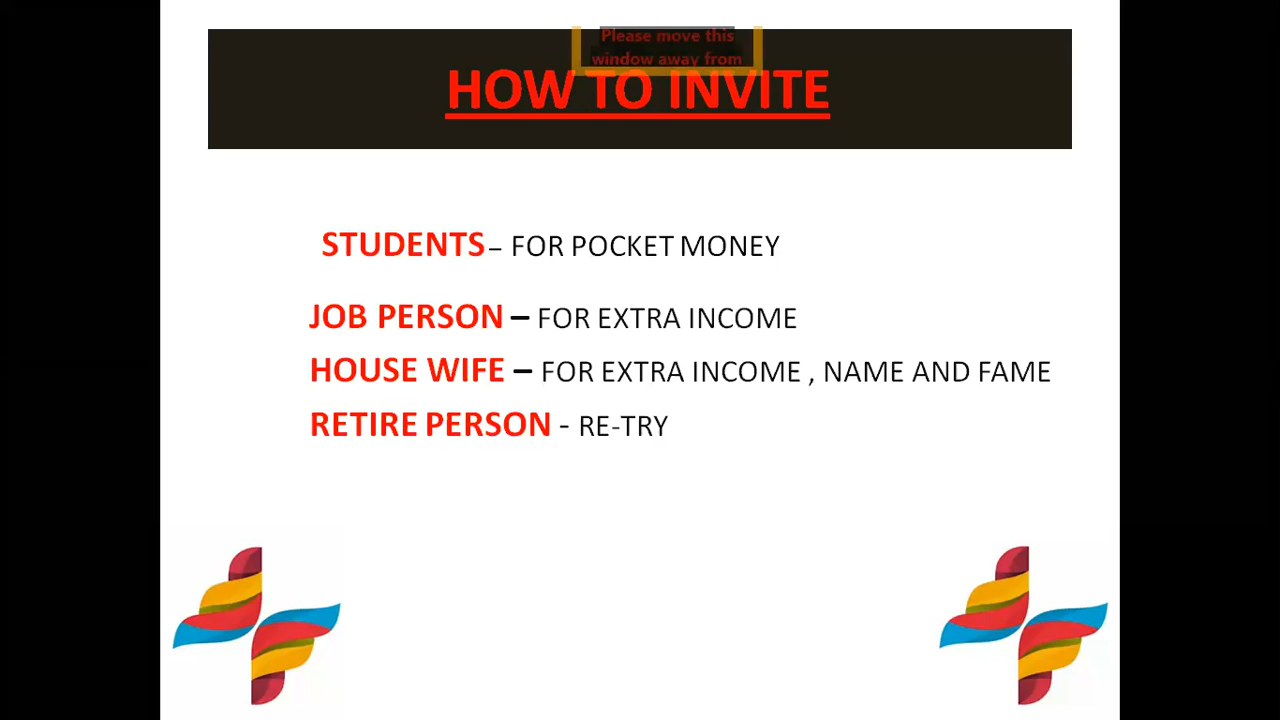 Please move this
window away from
HOW TO INVITE
STUDENTS – FOR POCKET MONEY
JOB PERSON – FOR EXTRA INCOME
HOUSE WIFE – FOR EXTRA INCOME , NAME AND FAME
RETIRE PERSON - RE-TRY